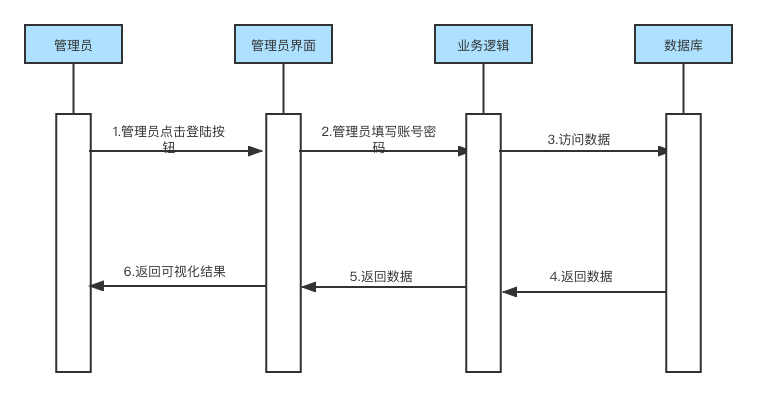 管理员
管理员界面
业务逻辑
数据库
1.管理员点击登陆按
钮
2.管理员填写账号密
码
3.访问数据
6.返回可视化结果
5.返回数据
4.返回数据